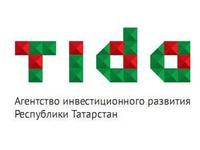 TIDA
Агентство инвестиционного развития
Республики Татарстан